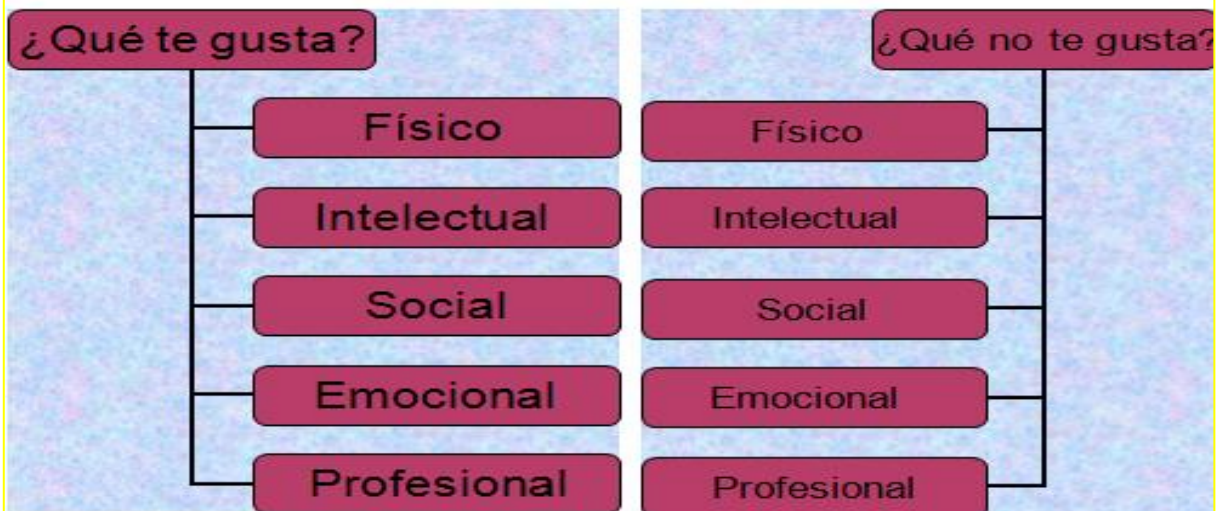 ¿Qué te gusta?
Físico
Intelectual
Social
Emocional
Profesional
¿Qué no te gusta?
Físico
Intelectual
Social
Emocional
Profesional